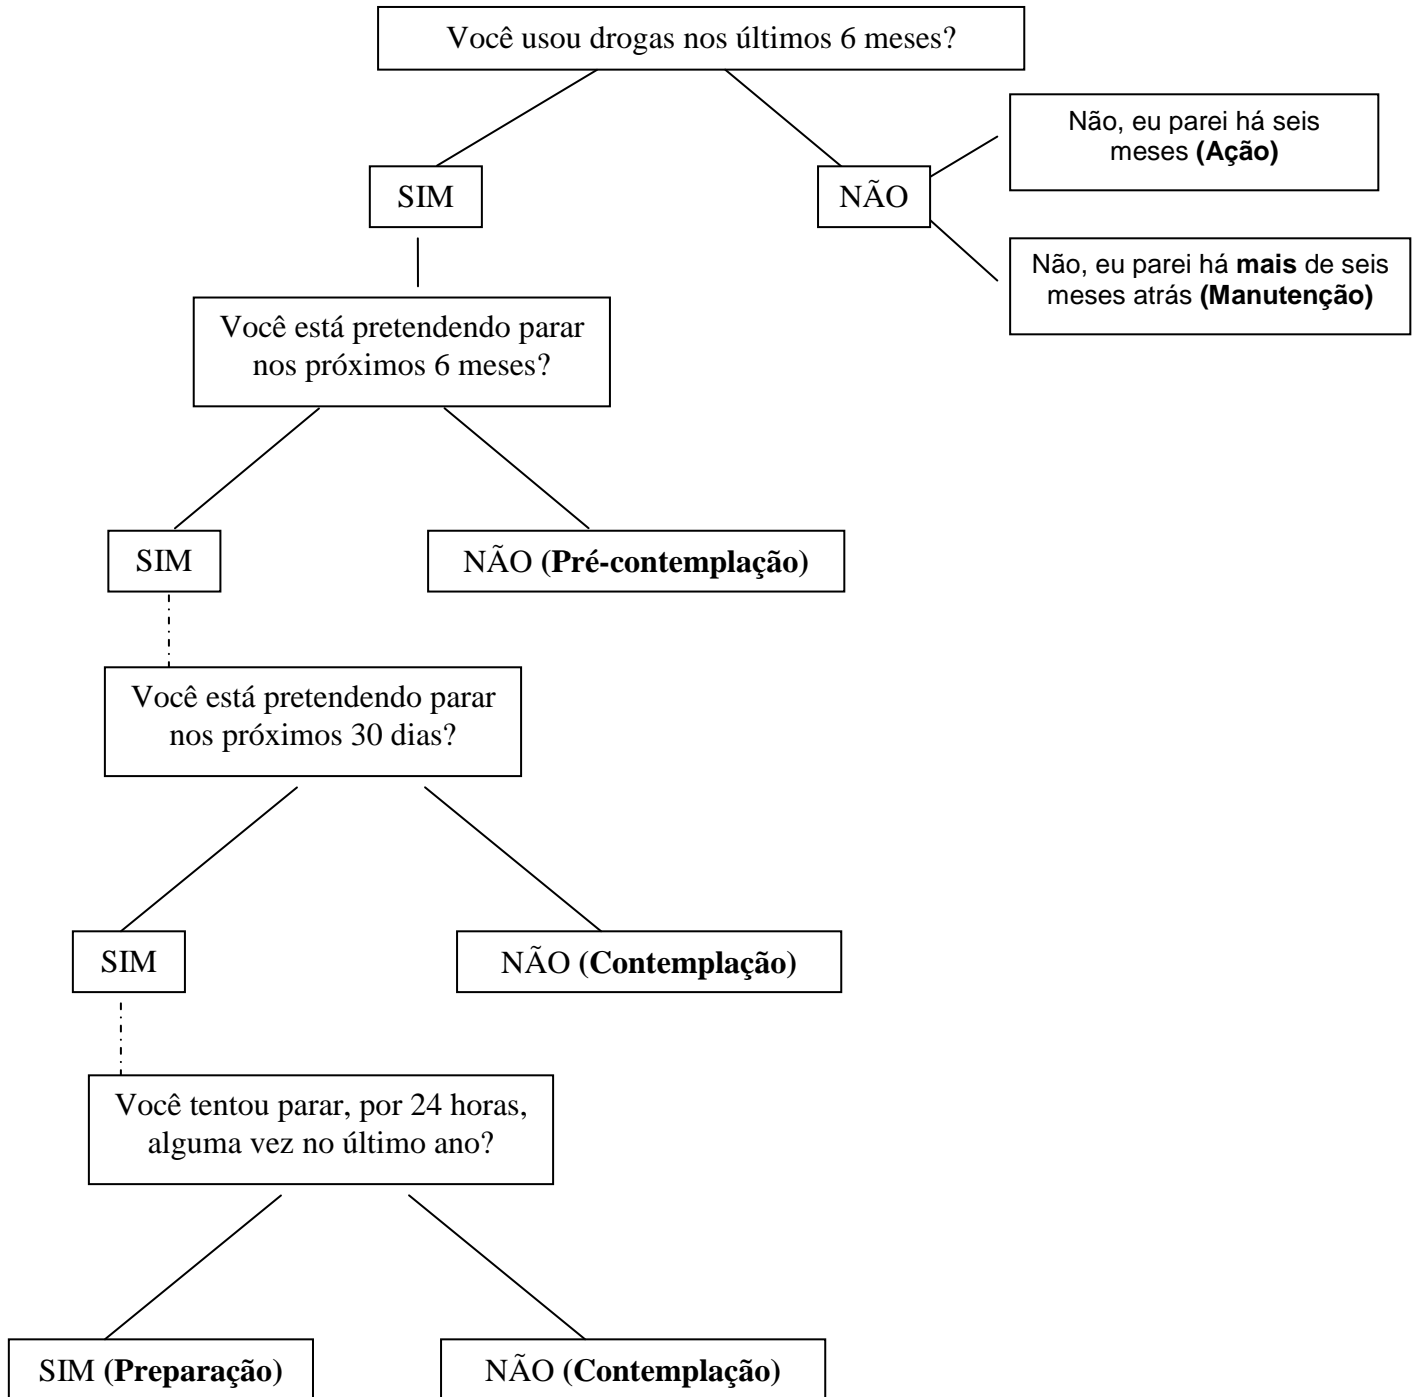 Você usou drogas nos últimos 6 meses?
Não, eu parei há seis
meses (Ação)
SIM
NÃO
Não, eu parei há mais de seis
meses atrás (Manutenção)
Você está pretendendo parar
nos próximos 6 meses?
SIM
NÃO (Pré-contemplação)
Você está pretendendo parar
nos próximos 30 dias?
SIM
NÃO (Contemplação)
Você tentou parar, por 24 horas,
alguma vez no último ano?
SIM (Preparação)
NÃO (Contemplação)